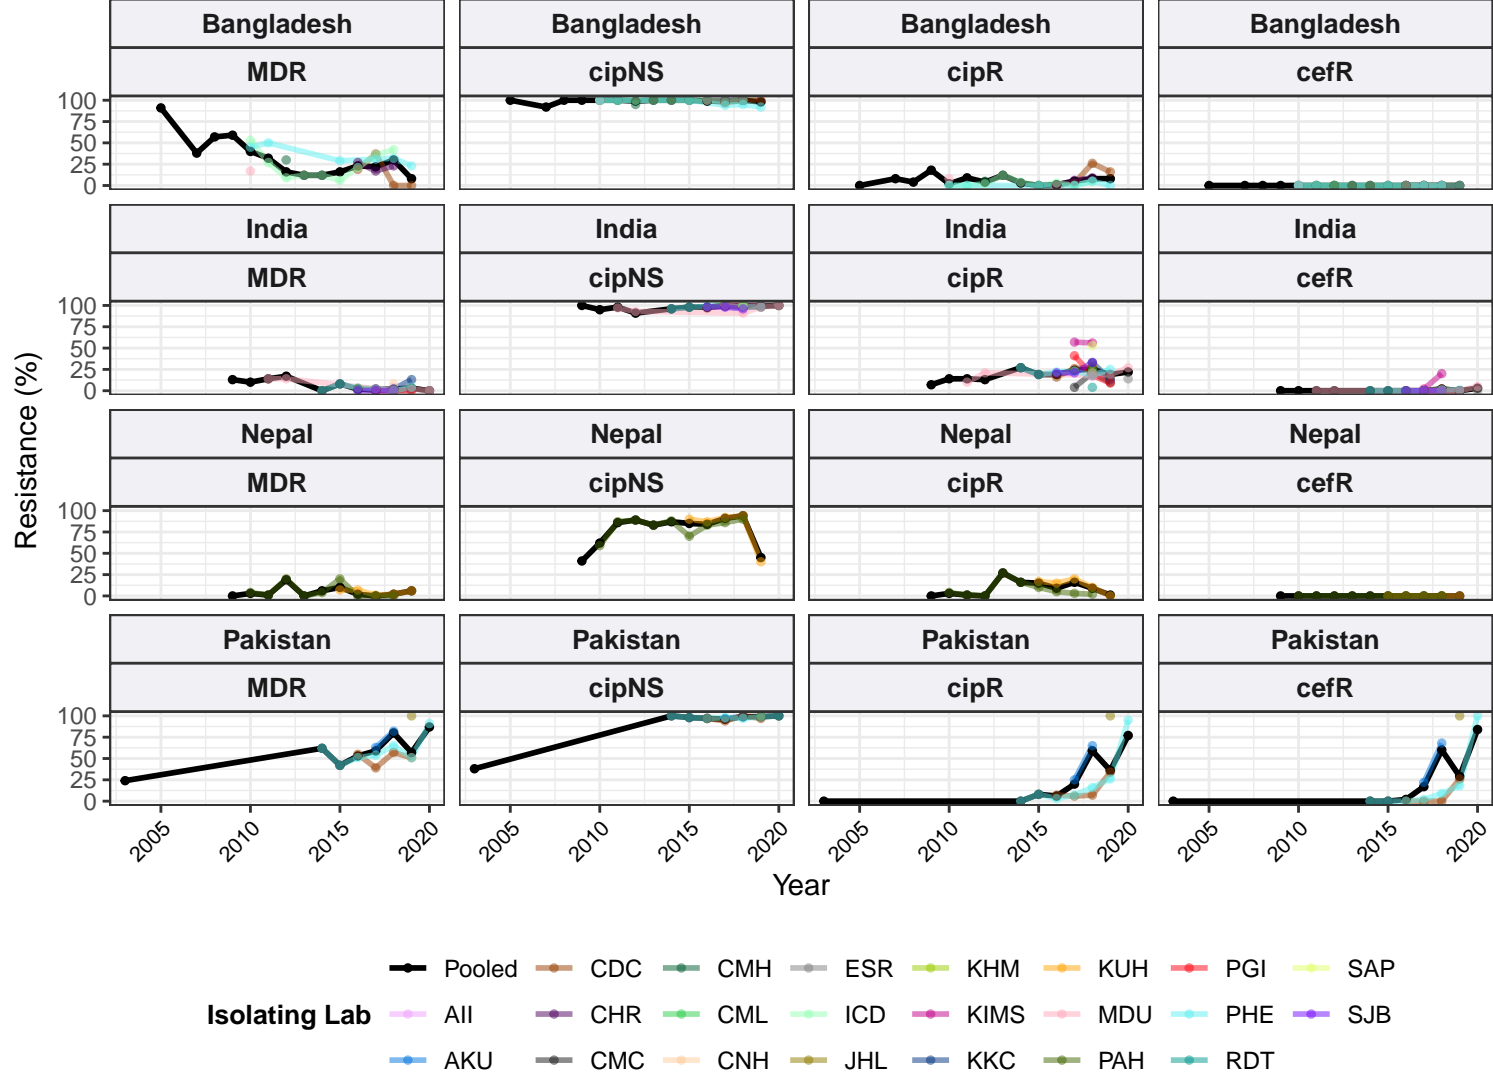 Bangladesh Bangladesh Bangladesh Bangladesh
MDR cipNS cipR cefR
100
75
50
25
0
India India India India
MDR cipNS cipR cefR
100
75
50
25
0
Nepal Nepal Nepal Nepal
MDR cipNS cipR cefR
100
75
50
25
0
Pakistan Pakistan Pakistan Pakistan
MDR cipNS cipR cefR
100
75
50
25
0
Resistance (%)
2005 2010 2015 2020 2005 2010 2015 2020 2005 2010 2015 2020 2005 2010 2015 2020
Year
Pooled CDC CMH ESR KHM KUH PGI SAP
Isolating Lab AII CHR CML ICD KIMS MDU PHE SJB
AKU CMC CNH JHL KKC PAH RDT